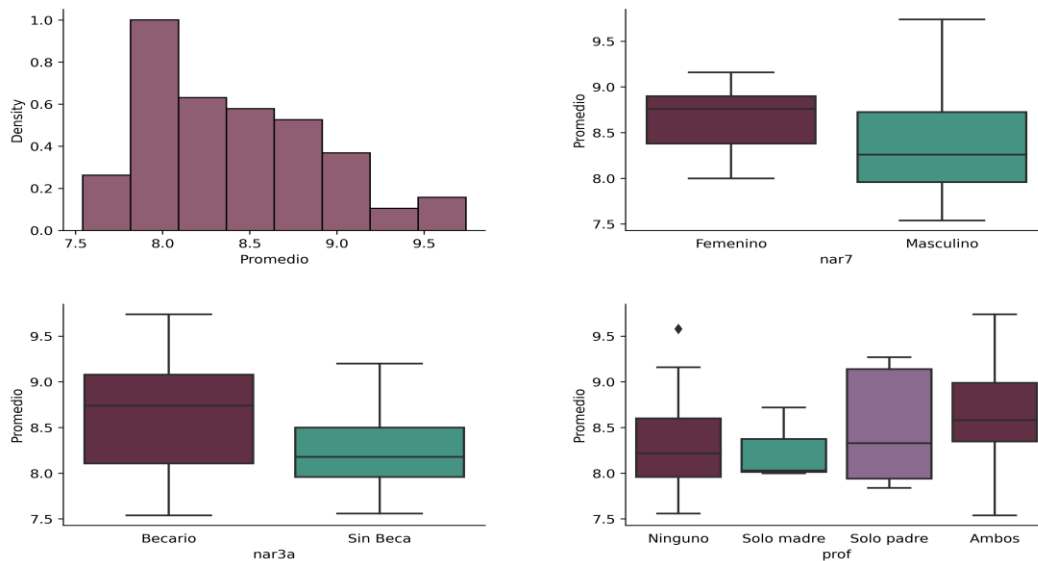 1.0
0.8
0.6
0.4
0.2
0.0
Density
7.5 8.0 8.5 9.0 9.5
Promedio
9.5
9.0
8.5
8.0
7.5
Promedio
Femenino Masculino
nar7
9.5
9.0
8.5
8.0
7.5
Promedio
Becario Sin Beca
nar3a
9.5
9.0
8.5
8.0
7.5
Promedio
Ninguno Solo madre Solo padre Ambos
prof